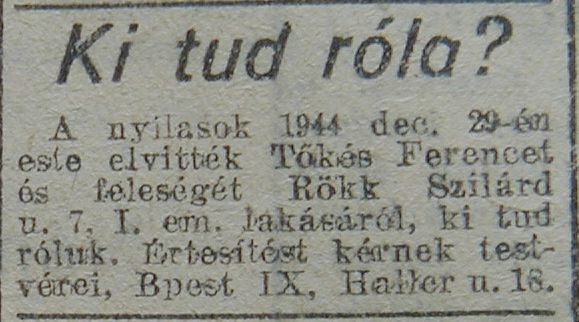 Ki tud róla?
A nyilasok 1944 dec. 29-én
este elvitték Tőkés Ferencet
és feleségét Rökk Szilárd
u. 7, I. em. lakásáról, ki tud
róluk. Értesítést kérnek test-
vérei, Bpest IX, Haller u. 18.